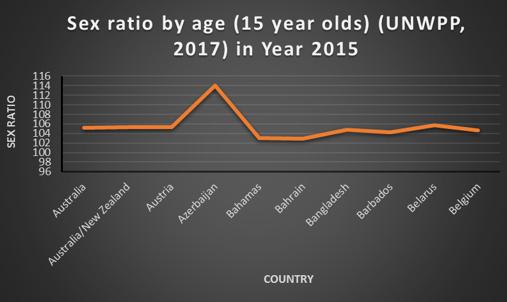 Sex ratio by age (15 year olds) (UNWPP,
2017) in Year 2015
SEX RATIO
116
114
112
110
108
106
104
102
100
98
96
Australia
Australia/New Zealand
Austria
Azerbaijan
Bahamas
Bahrain
Bangladesh
Barbados
Belarus
Belgium
COUNTRY